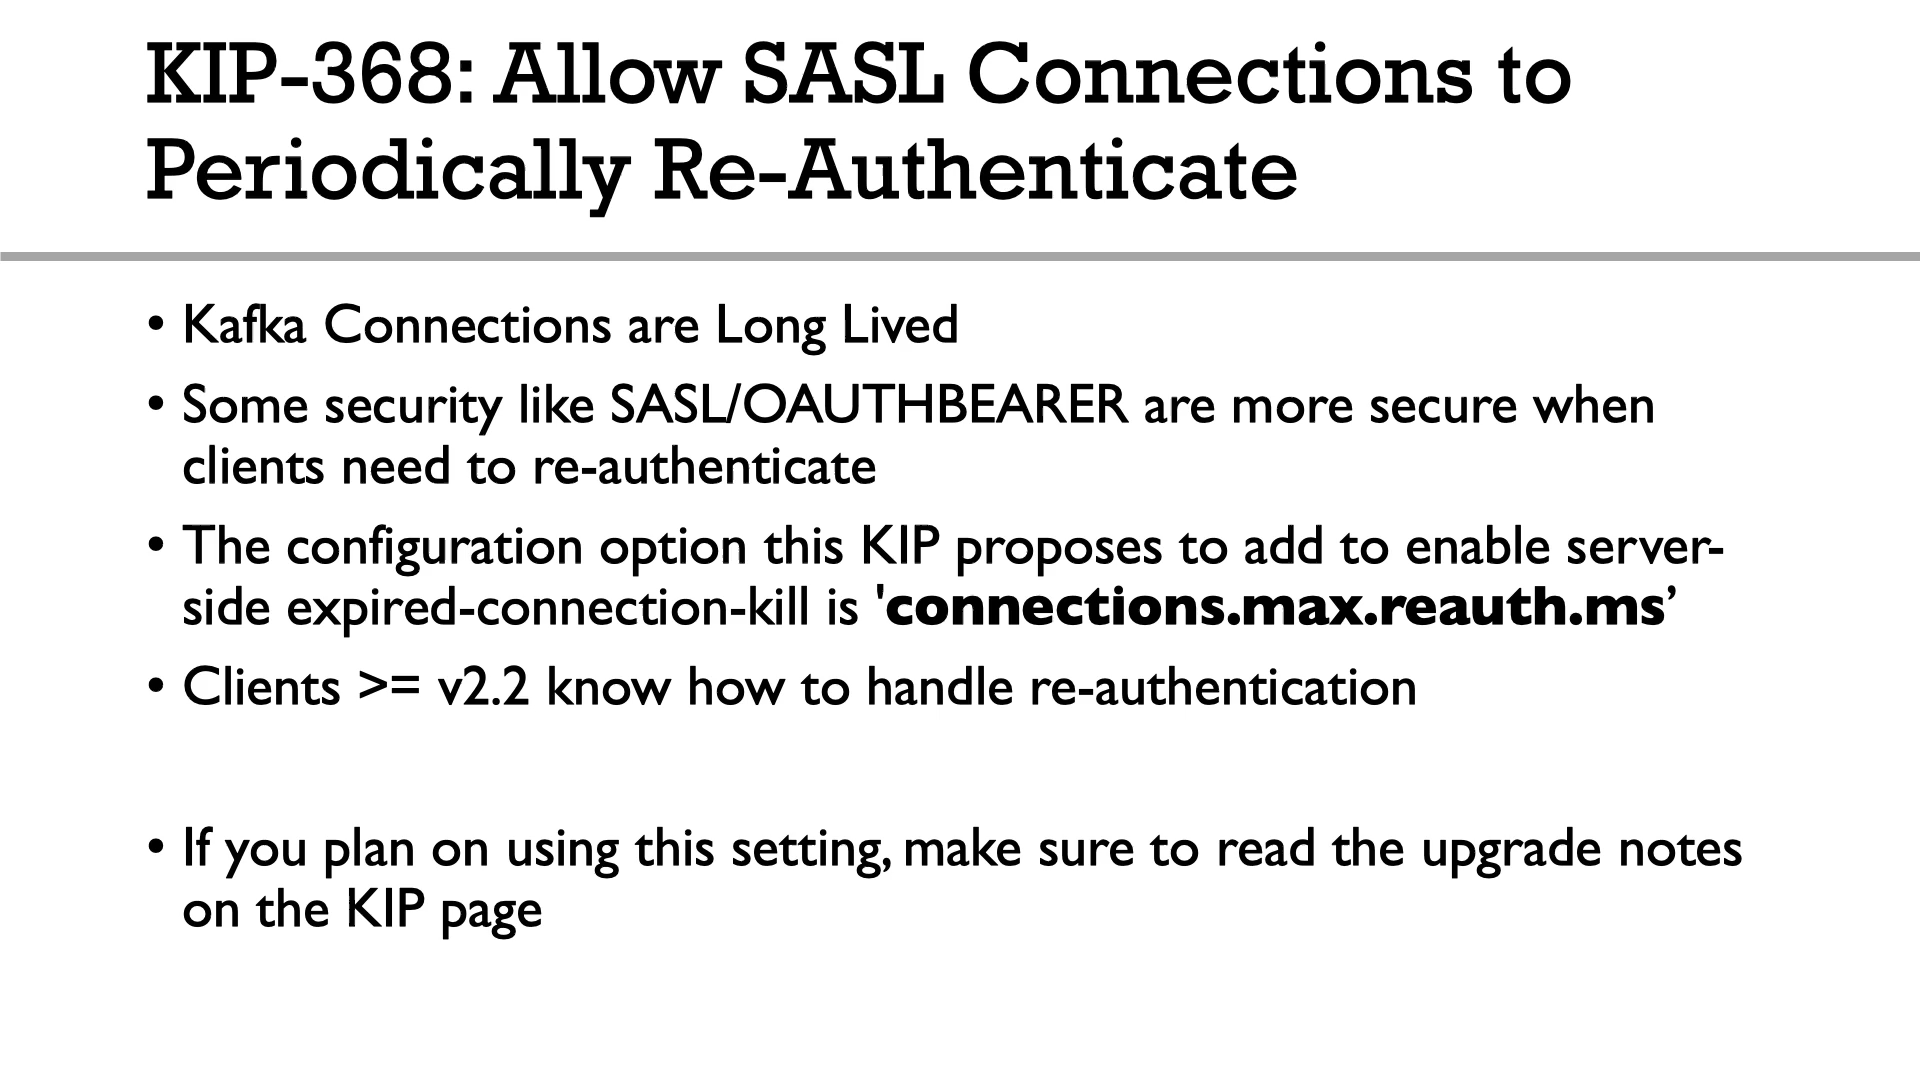 KIP-368: Allow SASL Connections to
Periodically Re-Authenticate
• Kafka Connections are Long Lived
• Some security like SASL/OAUTHBEARER are more secure when
clients need to re-authenticate
• The configuration option this KIP proposes to add to enable server-
side expired-connection-kill is 'connections.max.reauth.ms’
• Clients >= v2.2 know how to handle re-authentication
• If you plan on using this setting, make sure to read the upgrade notes
on the KIP page